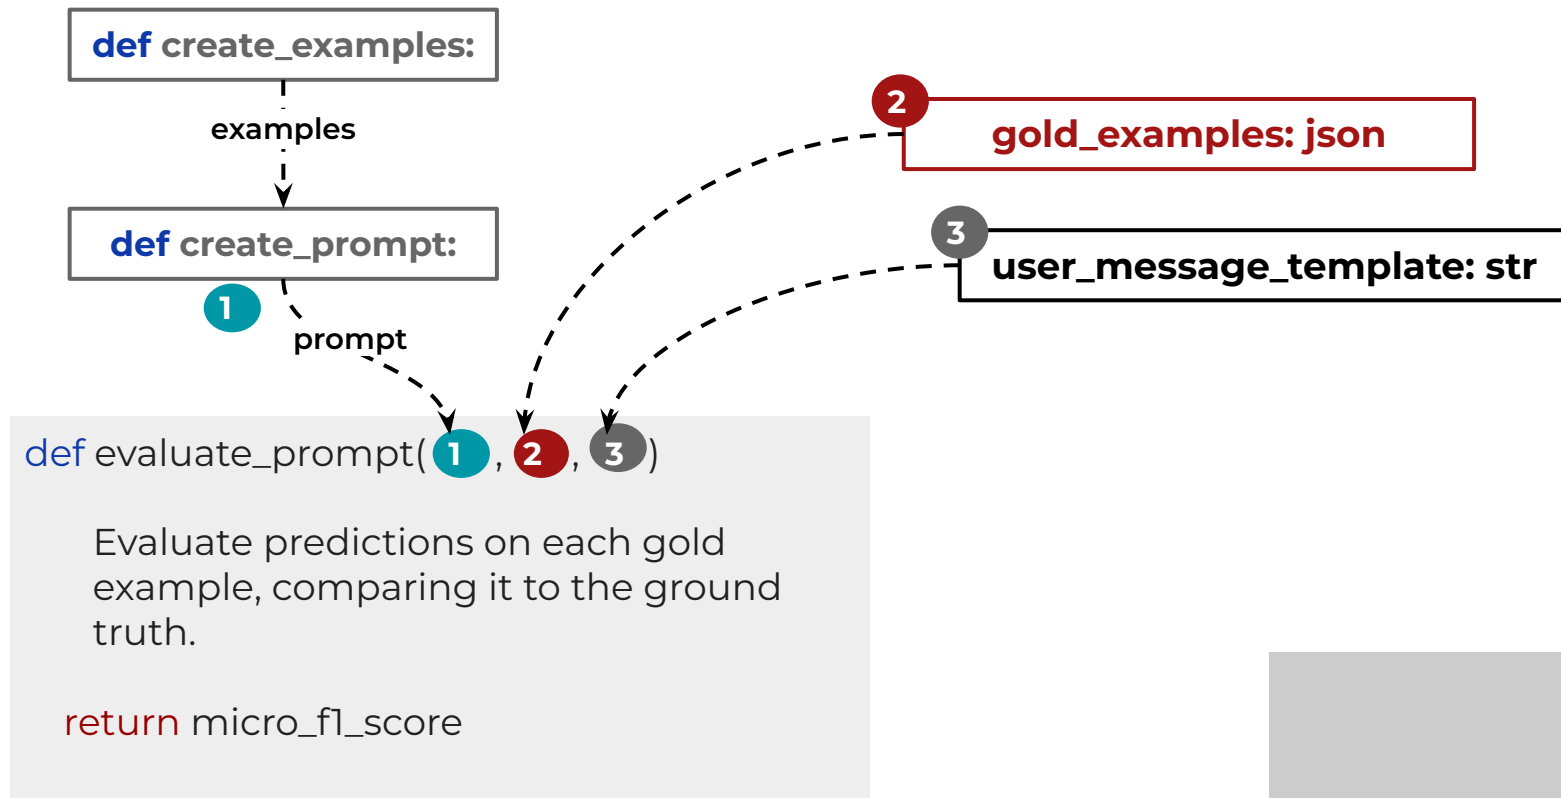 def create_examples:
examples
def create_prompt:
1
prompt
2
gold_examples: json
3
user_message_template: str
def evaluate_prompt( 1 , 2 , 3 )
Evaluate predictions on each gold
example, comparing it to the ground
truth.
return micro_f1_score